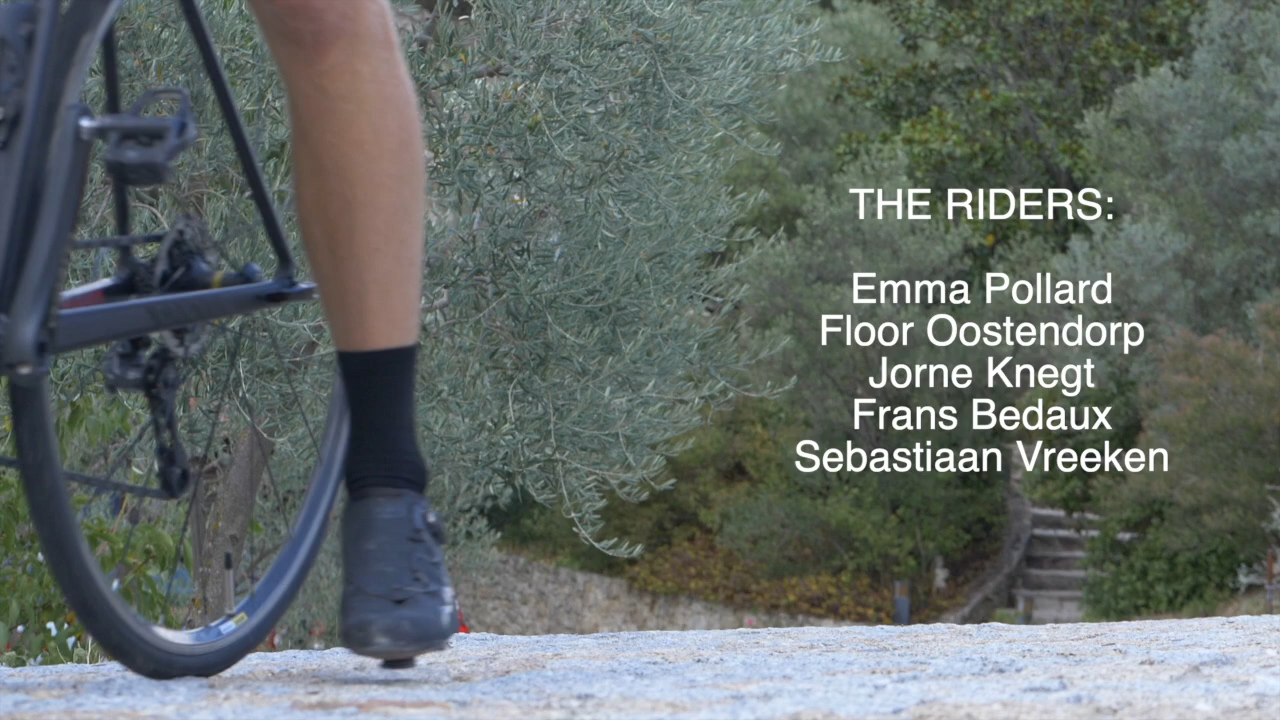 THE RIDERS:
Emma Pollard
Floor Oostendorp
Jorne Knegt
Frans Bedaux
Sebastiaan Vreeken